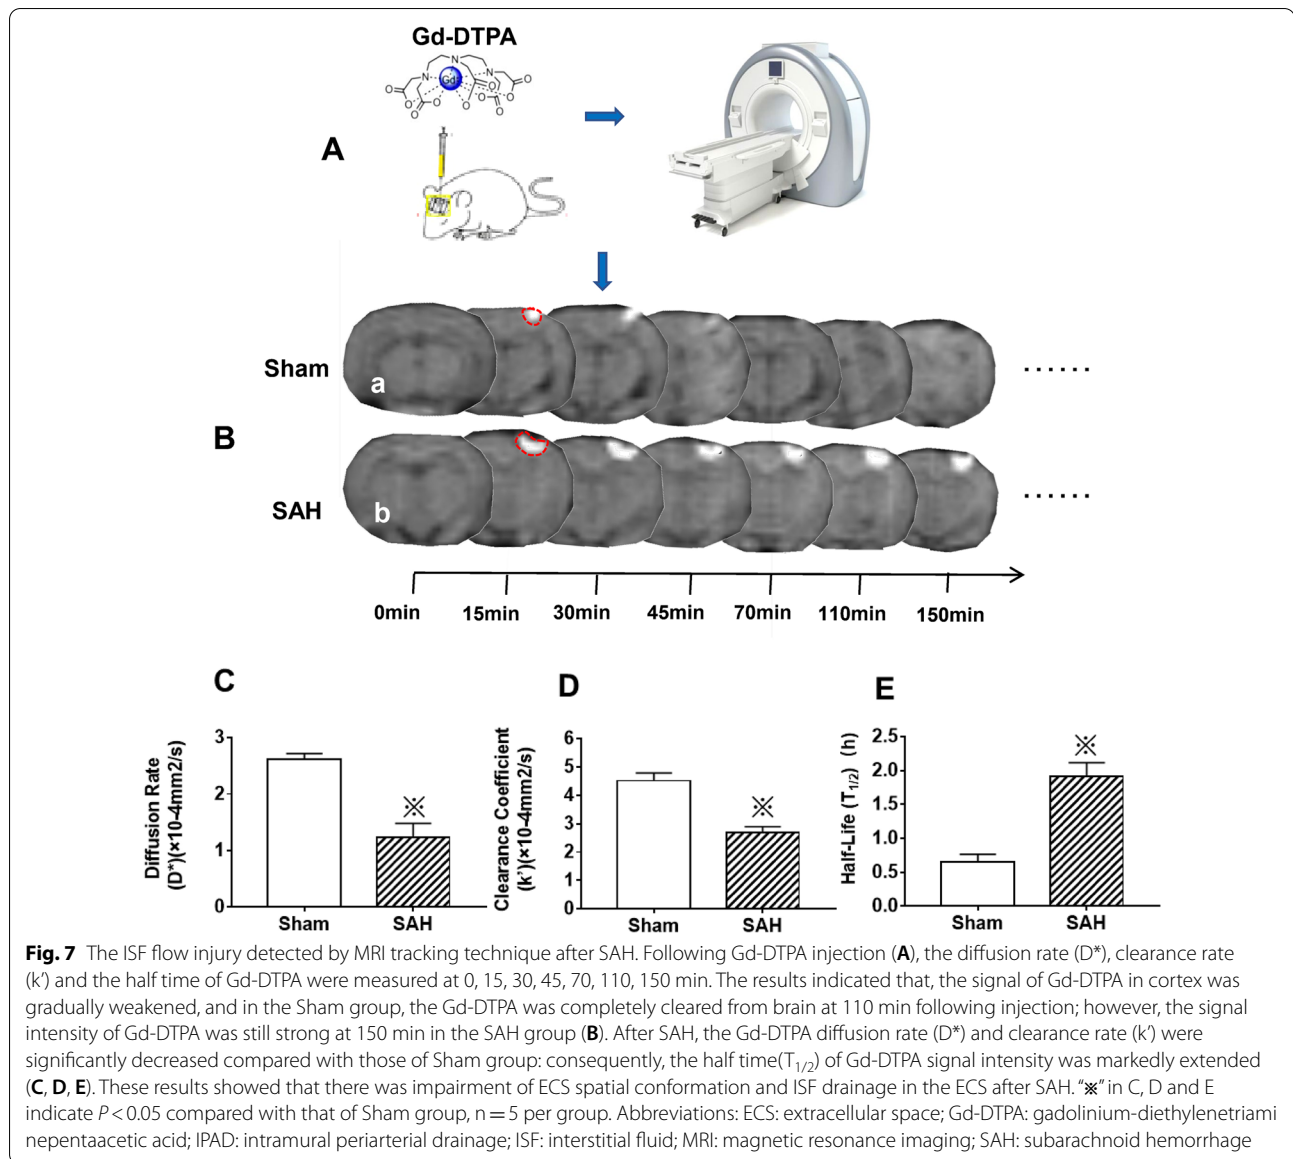 Gd-DTPA
N
N
N
Gd
O
O
O
O
O
O
O
O
A
Sham
a
B
SAH
b
......
......
0min 15min 30min 45min 70min 110min 150min
C
Diffusion Rate
(D*)(×10-4mm2/s)
3
2
1
0
Sham SAH
※
D
Clearance Coefficient
(k')(×10-4mm2/s)
6
5
4
3
2
1
0
Sham SAH
※
E
Half-Life (T1/2) (h)
2.5
2.0
1.5
1.0
0.5
0.0
Sham SAH
※
Fig. 7 The ISF flow injury detected by MRI tracking technique after SAH. Following Gd-DTPA injection (A), the diffusion rate (D*), clearance rate
(k') and the half time of Gd-DTPA were measured at 0, 15, 30, 45, 70, 110, 150 min. The results indicated that, the signal of Gd-DTPA in cortex was
gradually weakened, and in the Sham group, the Gd-DTPA was completely cleared from brain at 110 min following injection; however, the signal
intensity of Gd-DTPA was still strong at 150 min in the SAH group (B). After SAH, the Gd-DTPA diffusion rate (D*) and clearance rate (k') were
significantly decreased compared with those of Sham group: consequently, the half time(T1/2) of Gd-DTPA signal intensity was markedly extended
(C, D, E). These results showed that there was impairment of ECS spatial conformation and ISF drainage in the ECS after SAH. “※” in C, D and E
indicate P < 0.05 compared with that of Sham group, n = 5 per group. Abbreviations: ECS: extracellular space; Gd-DTPA: gadolinium-diethylenetriami
nepentaacetic acid; IPAD: intramural periarterial drainage; ISF: interstitial fluid; MRI: magnetic resonance imaging; SAH: subarachnoid hemorrhage